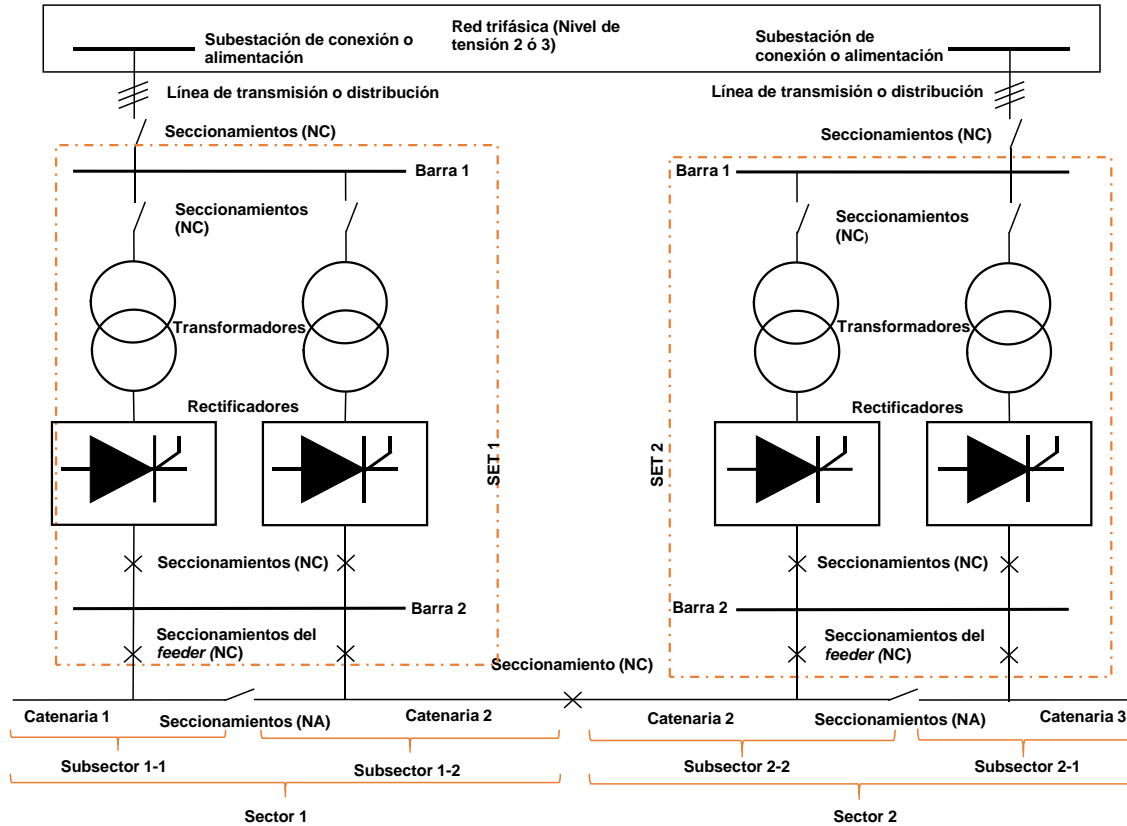 Red trifásica (Nivel de
tensión 2 ó 3)
Subestación de conexión o
alimentación
Subestación de
conexión o alimentación
Línea de transmisión o distribución
Línea de transmisión o distribución
Seccionamientos (NC)
Seccionamientos (NC)
Barra 1
Barra 1
Seccionamientos
(NC)
Seccionamientos
(NC)
Transformadores
Transformadores
Rectificadores
Rectificadores
SET 1
SET 2
Seccionamientos (NC)
Seccionamientos (NC)
Barra 2
Barra 2
Seccionamientos del
feeder (NC)
Seccionamientos del
feeder (NC)
Seccionamiento (NC)
Catenaria 1
Seccionamientos (NA)
Catenaria 2
Catenaria 2
Seccionamientos (NA)
Catenaria 3
Subsector 1-1
Subsector 1-2
Subsector 2-2
Subsector 2-1
Sector 1
Sector 2